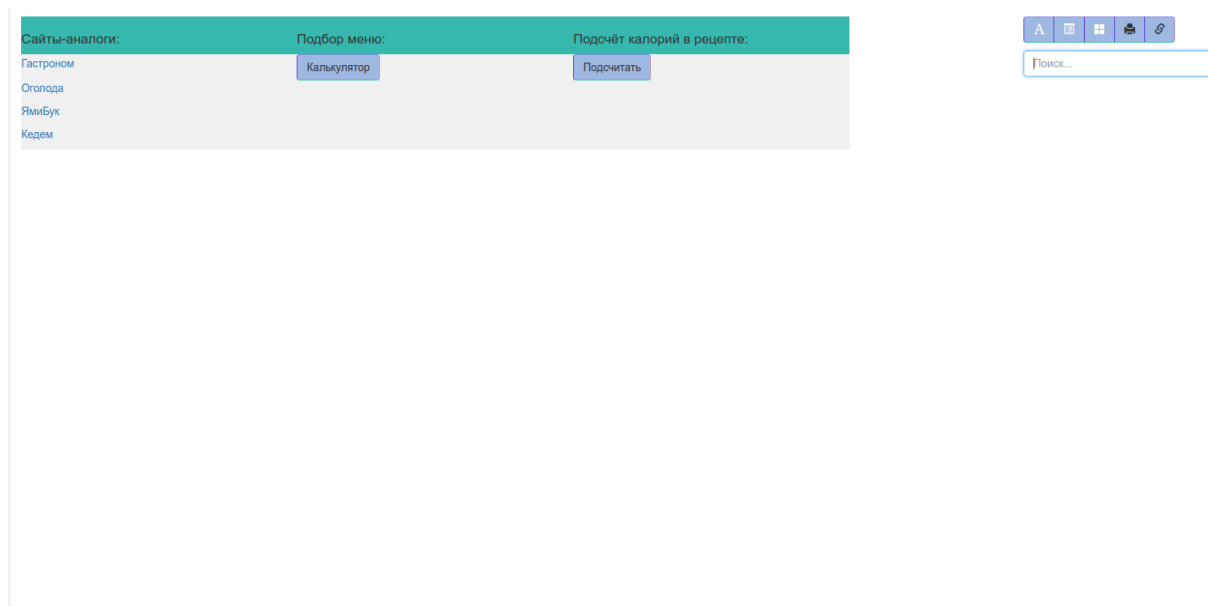 Сайты-аналоги:
Подбор меню:
Подсчёт калорий в рецепте:
Гастроном
Калькулятор
Подсчитать
Оголода
ЯмиБук
Кедем
A
Поиск...